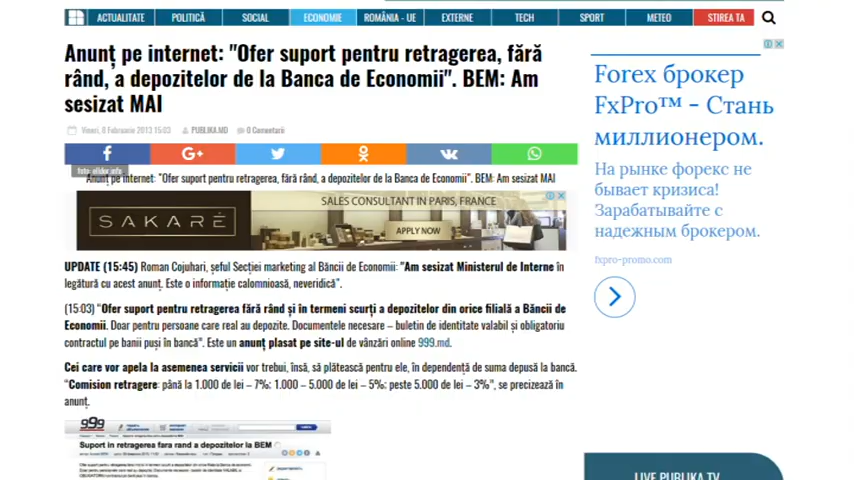 ACTUALITATE POLITICĂ SOCIAL ECONOMIE ROMÂNIA - UE EXTERNE TECH SPORT METEO STIREA TA
Anunț pe internet: "Ofer suport pentru retragerea, fără
rând, a depozitelor de la Banca de Economii". BEM: Am
sesizat MAI
Vineri, 8 Februarie 2013 15:03 PUBLIKA.MD 0 Comentarii
foto: alidor.info
Anunț pe internet: "Ofer suport pentru retragerea, fără rând, a depozitelor de la Banca de Economii". BEM: Am sesizat MAI
SAKARÉ
SALES CONSULTANT IN PARIS, FRANCE
APPLY NOW
UPDATE (15:45) Roman Cojuhari, șeful Secției marketing al Băncii de Economii: "Am sesizat Ministerul de Interne în
legătură cu acest anunț. Este o informație calomnioasă, neveridică".
(15:03) "Ofer suport pentru retragerea fără rând și în termeni scurți a depozitelor din orice filială a Băncii de
Economii. Doar pentru persoane care real au depozite. Documentele necesare – buletin de identitate valabil și obligatoriu
contractul pe banii puși în bancă". Este un anunț plasat pe site-ul de vânzări online 999.md.
Cei care vor apela la asemenea servicii vor trebui, însă, să plătească pentru ele, în dependență de suma depusă la bancă.
"Comision retragere: până la 1.000 de lei – 7%; 1.000 – 5.000 de lei – 5%; peste 5.000 de lei – 3%", se precizează în
anunț.
999
Suport in retragerea fara rand a depozitelor la BEM
Forex брокер
FxPro™ - Стань
миллионером.
На рынке форекс не
бывает кризиса!
Зарабатывайте с
надежным брокером.
fxpro-promo.com
LIVE PUBLIKA TV